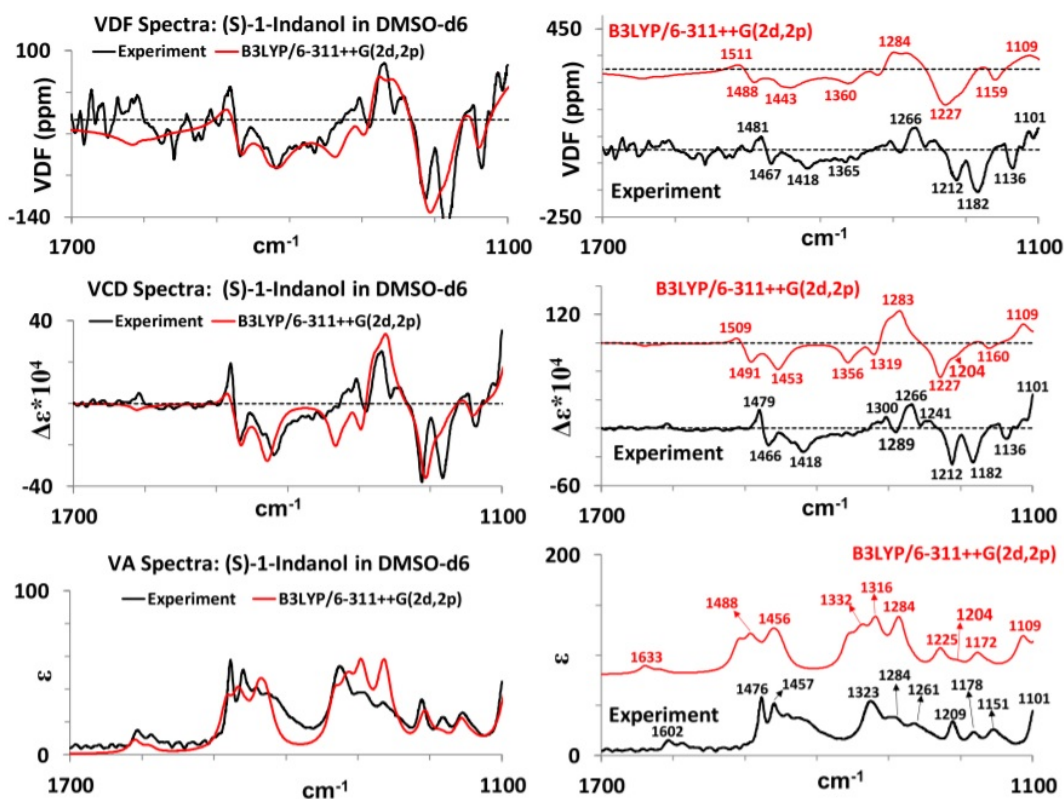 VDF Spectra: (S)-1-Indanol in DMSO-d6
Experiment B3LYP/6-311++G(2d,2p)
100
VDF (ppm)
-140
1700 cm-1 1100
450
B3LYP/6-311++G(2d,2p)
1511 1284 1109
1488 1443 1360 1227 1159
VDF (ppm)
1481 1266 1101
1467 1418 1365 1212 1182 1136
Experiment
-250
1700 cm-1 1100
VCD Spectra: (S)-1-Indanol in DMSO-d6
Experiment B3LYP/6-311++G(2d,2p)
40
Δε*10⁴
-40
1700 cm-1 1100
B3LYP/6-311++G(2d,2p)
120
1509 1283 1109
1491 1453 1356 1319 1227 1204 1160
Δε*10⁴
1479 1300 1266 1241 1101
1466 1418 1289 1212 1182 1136
Experiment
-60
1700 cm-1 1100
VA Spectra: (S)-1-Indanol in DMSO-d6
Experiment B3LYP/6-311++G(2d,2p)
100
ε
0
1700 cm-1 1100
200
B3LYP/6-311++G(2d,2p)
1633 1488 1456 1332 1316 1284 1225 1204 1172 1109
ε
Experiment
1602 1476 1457 1323 1284 1261 1209 1178 1151 1101
0
1700 cm-1 1100